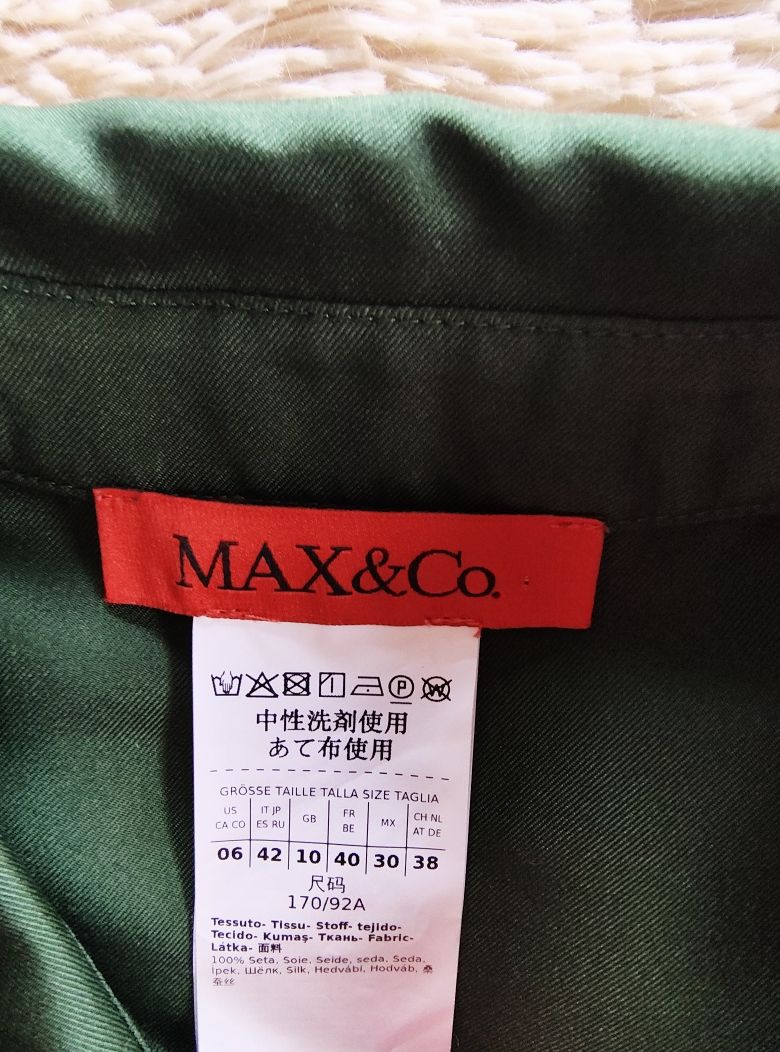 MAX&Co.
P W
中性洗剤使用
あて布使用
GRÖSSE TAILLE TALLA SIZE TAGLIA
US CA CO IT JP ES RU GB FR BE MX CH NL AT DE
06 42 10 40 30 38
尺码
170/92A
Tessuto- Tissu- Stoff- tejido-
Tecido- Kumaş- Ткань- Fabric-
Látka- 面料
100% Seta, Soie, Seide, seda, Seda,
İpek, Шёлк, Silk, Hedvábí, Hodváb, 桑
蚕丝